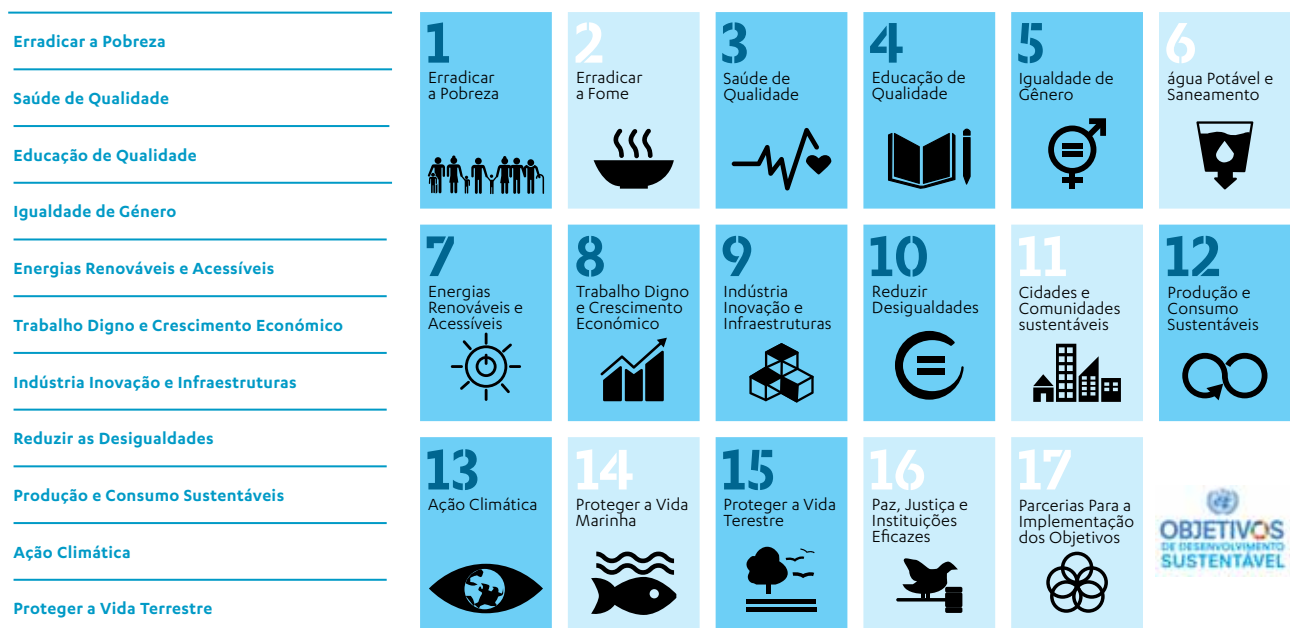 Erradicar a Pobreza
Saúde de Qualidade
Educação de Qualidade
Igualdade de Género
Energias Renováveis e Acessíveis
Trabalho Digno e Crescimento Económico
Indústria Inovação e Infraestruturas
Reduzir as Desigualdades
Produção e Consumo Sustentáveis
Ação Climática
Proteger a Vida Terrestre
1
Erradicar
a Pobreza
2
Erradicar
a Fome
3
Saúde de
Qualidade
4
Educação de
Qualidade
5
Igualdade de
Gênero
6
água Potável e
Saneamento
7
Energias
Renováveis e
Acessíveis
8
Trabalho Digno
e Crescimento
Económico
9
Indústria
Inovação e
Infraestruturas
10
Reduzir
Desigualdades
11
Cidades e
Comunidades
sustentáveis
12
Produção e
Consumo
Sustentáveis
13
Ação Climática
14
Proteger a Vida
Marinha
15
Proteger a Vida
Terestre
16
Paz, Justiça e
Instituições
Eficazes
17
Parcerias Para a
Implementação
dos Objetivos
OBJETIVOS
DE DESENVOLVIMENTO
SUSTENTÁVEL